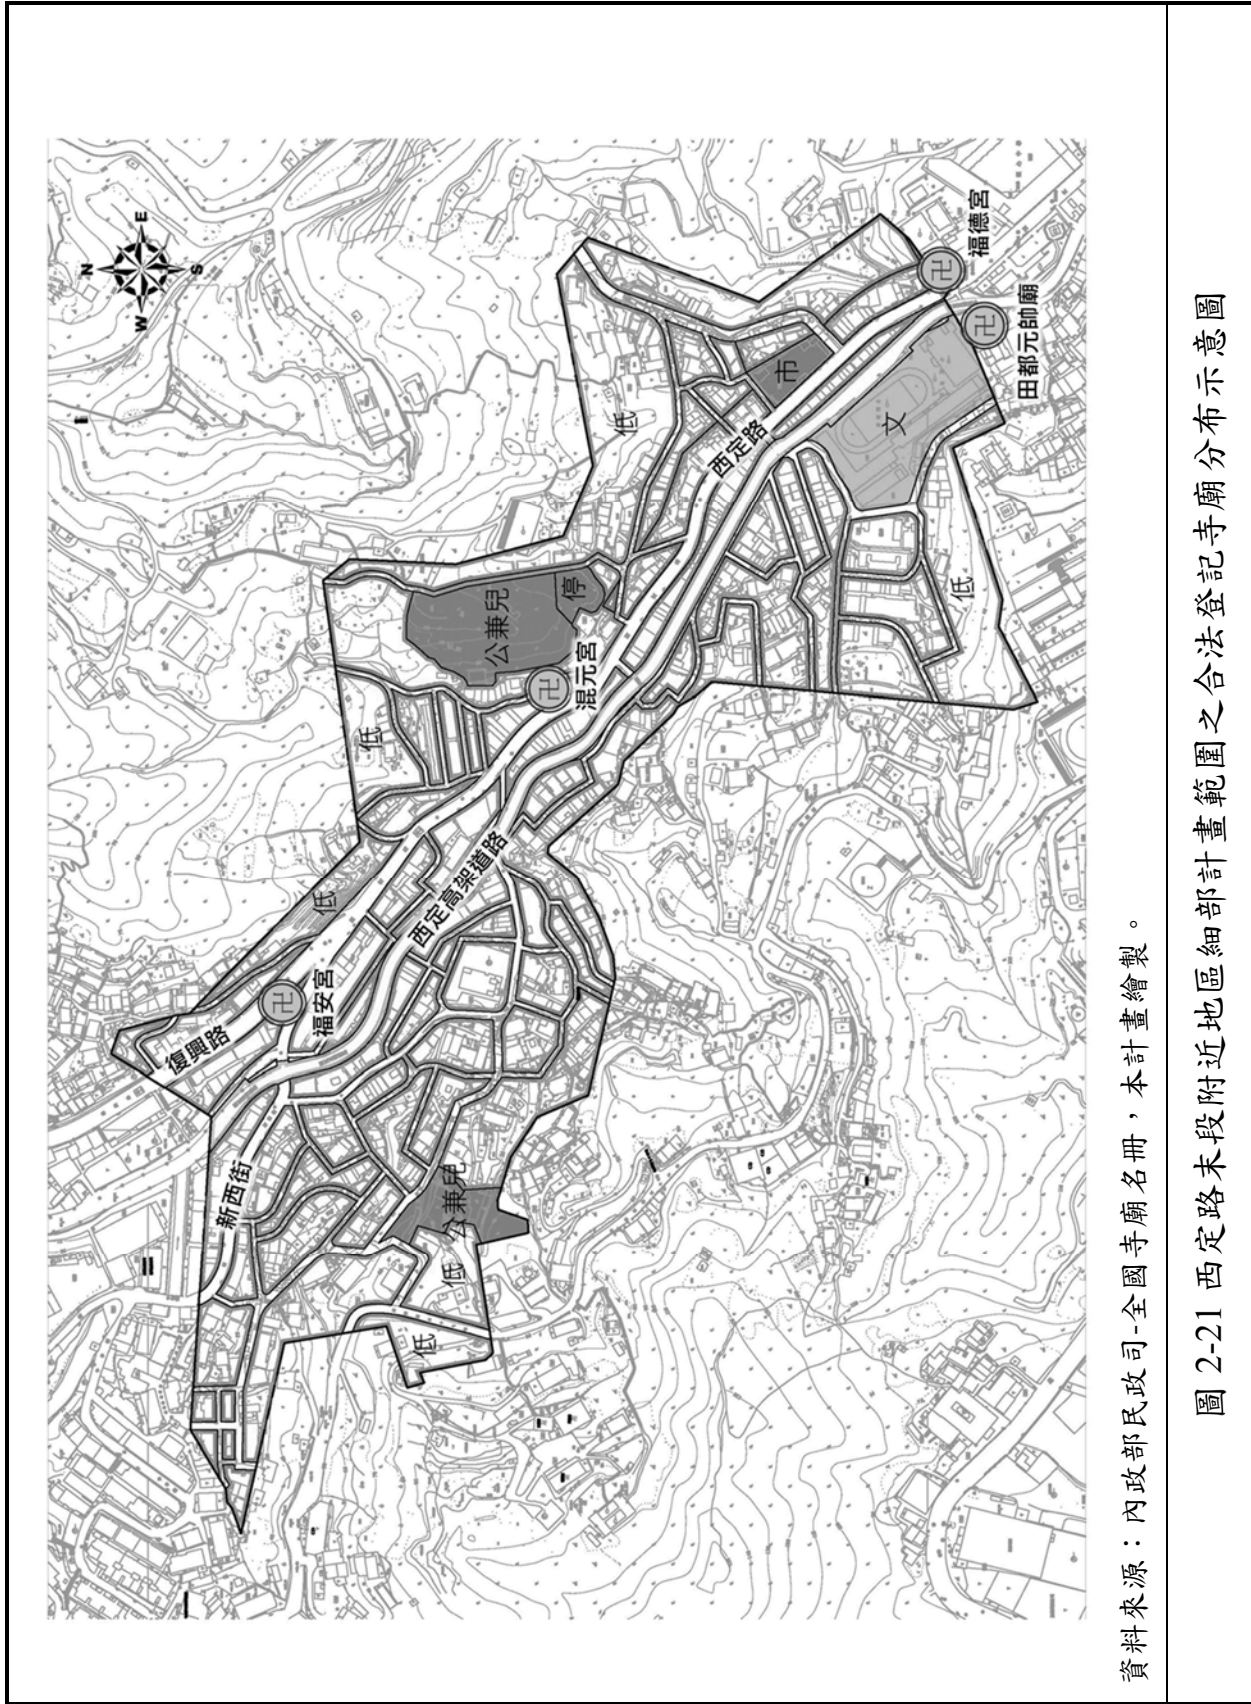 N
E
S
W
復興路
福安宮
新西街
西定高架道路
公兼兒
低
低
低
低
公兼兒
停
混元宮
低
西定路
市
文
低
福德宮
田都元帥廟
資料來源：內政部民政司-全國寺廟名冊，本計畫繪製。
圖 2-21 西定路末段附近地區細部計畫範圍之合法登記寺廟分布示意圖